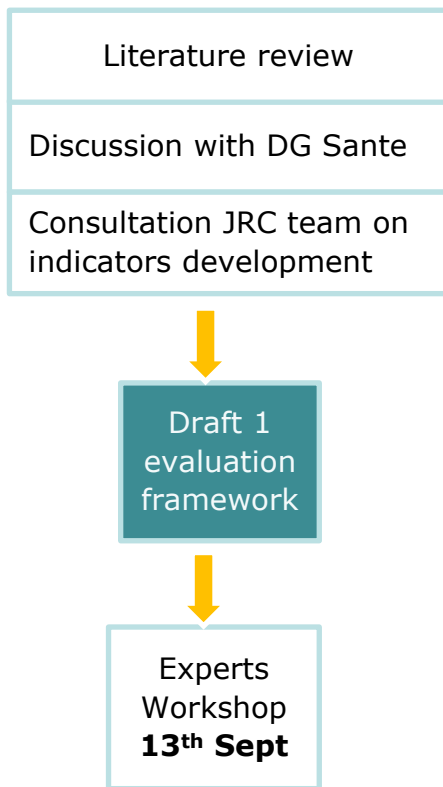 Literature review
Discussion with DG Sante
Consultation JRC team on
indicators development
Draft 1
evaluation
framework
Experts
Workshop
13th Sept